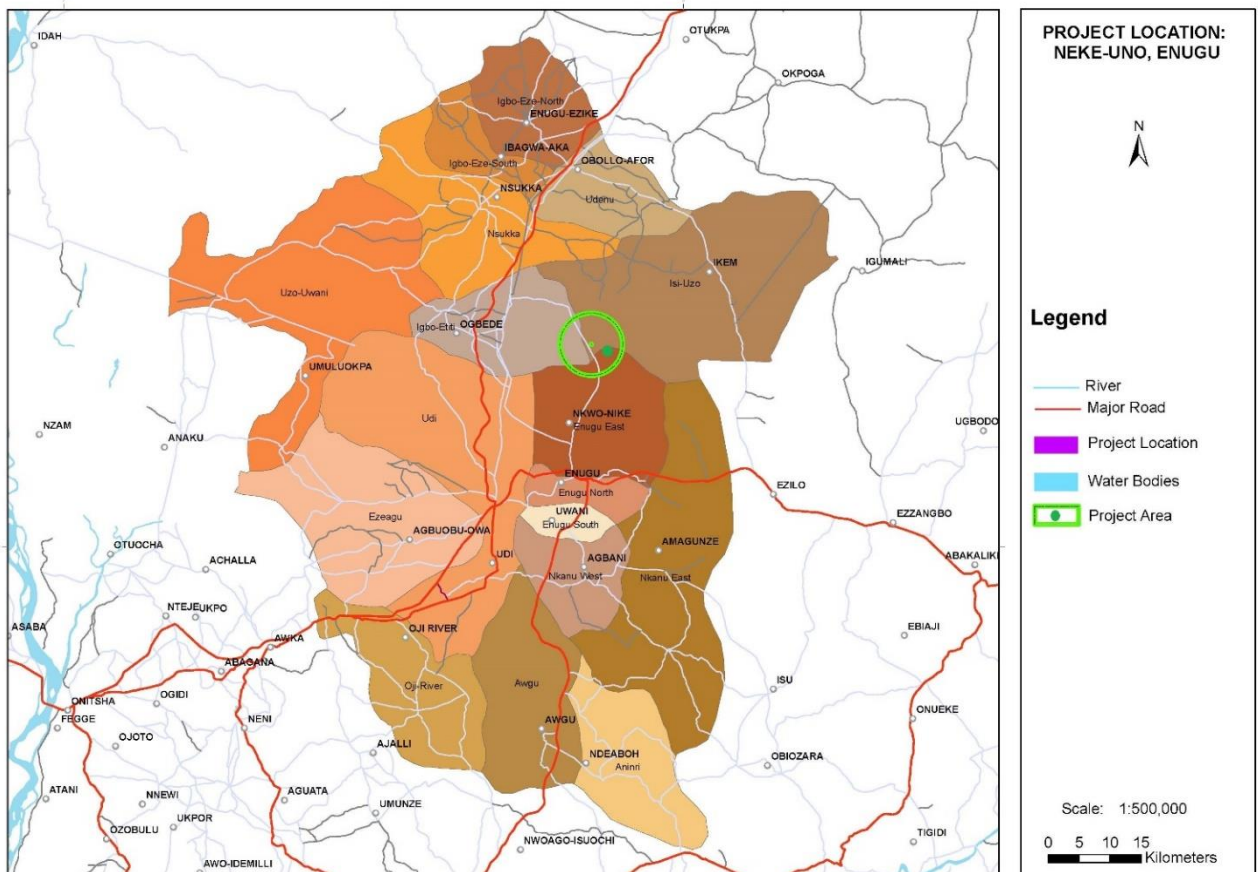 IDAH
OTUKPA
OKPOGA
Igbo-Eze-North
ENUGU-EZIKE
IBAGWA-AKA
Igbo-Eze-South
OBOLLO-AFOR
NSUKKA
Udenu
Nsukka
IKEM
IGUMALI
Isi-Uzo
Uzo-Uwani
Igbo-Etiti
OGBEDE
UMULUOKPA
NZAM
ANAKU
Udi
NKWO-NIKE
Enugu East
UGBODO
ENUGU
Enugu North
EZILO
UWANI
Enugu South
Ezeagu
AGBUOBU-OWA
EZZANGBO
OTUOCHA
ACHALLA
UDI
AGBANI
Nkanu West
AMAGUNZE
Nkanu East
ABAKALIKI
NTEJE
UKPO
ASABA
AWKA
OJI RIVER
EBIAJI
ABAGANA
Oji-River
Awgu
ISU
ONITSHA
OGIDI
FEGGE
NENI
OJOTO
AWGU
ONUEKE
AJALLI
NDEABOH
Aninri
OBIOZARA
ATANI
NNEWI
AGUATA
UMUNZE
UKPOR
OZOBULU
NWOAGO-ISUOCHI
AWO-IDEMILLI
TIGIDI
PROJECT LOCATION:
NEKE-UNO, ENUGU
N
Legend
River
Major Road
Project Location
Water Bodies
Project Area
Scale: 1:500,000
0 5 10 15
Kilometers